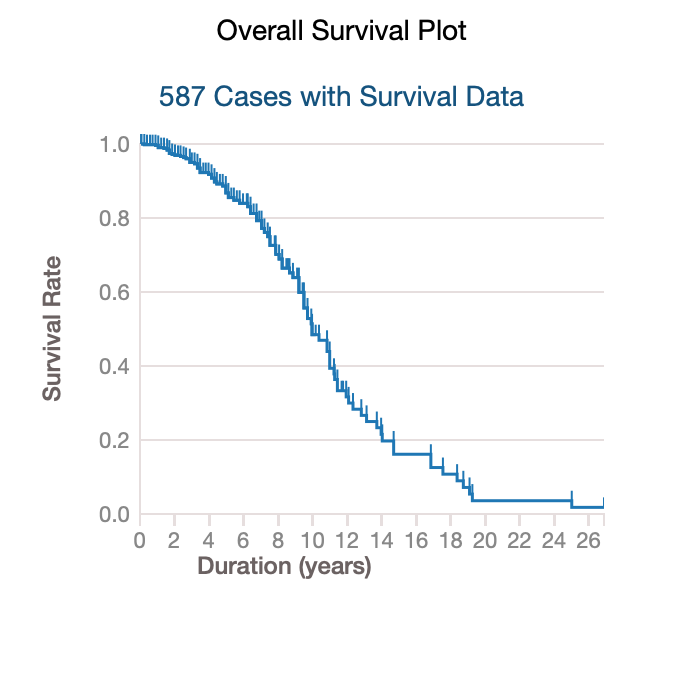 Overall Survival Plot
587 Cases with Survival Data
Survival Rate
1.0
0.8
0.6
0.4
0.2
0.0
0 2 4 6 8 10 12 14 16 18 20 22 24 26
Duration (years)